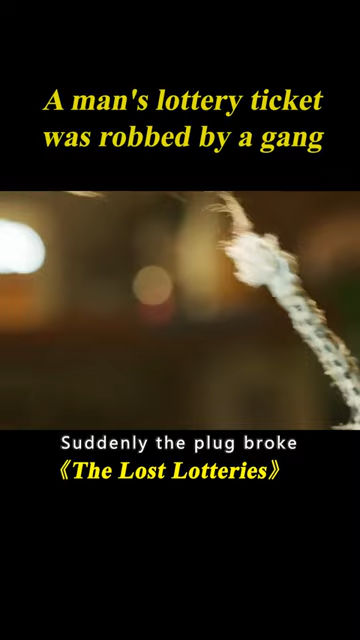 A man's lottery ticket
was robbed by a gang
Suddenly the plug broke
《The Lost Lotteries》